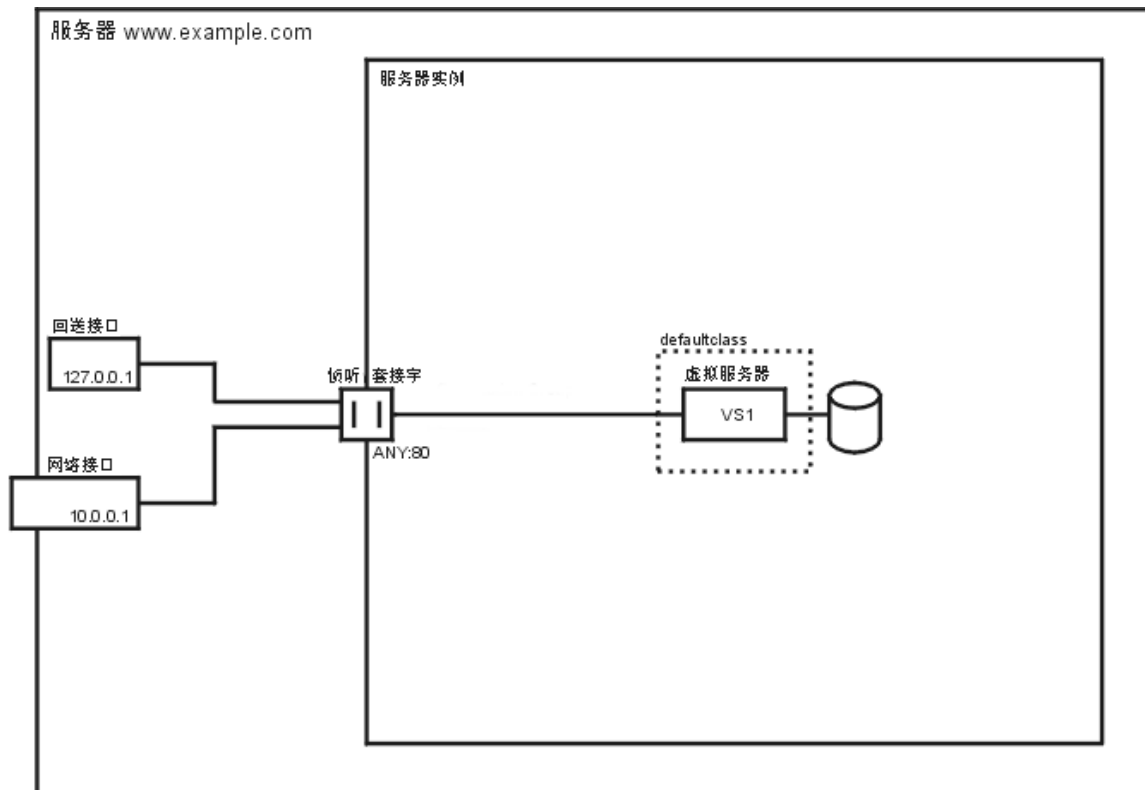 服务器 www.example.com
服务器实例
回送接口
127.0.0.1
侦听 套接字
ANY:80
defaultclass
虚拟服务器
VS1
网络接口
10.0.0.1